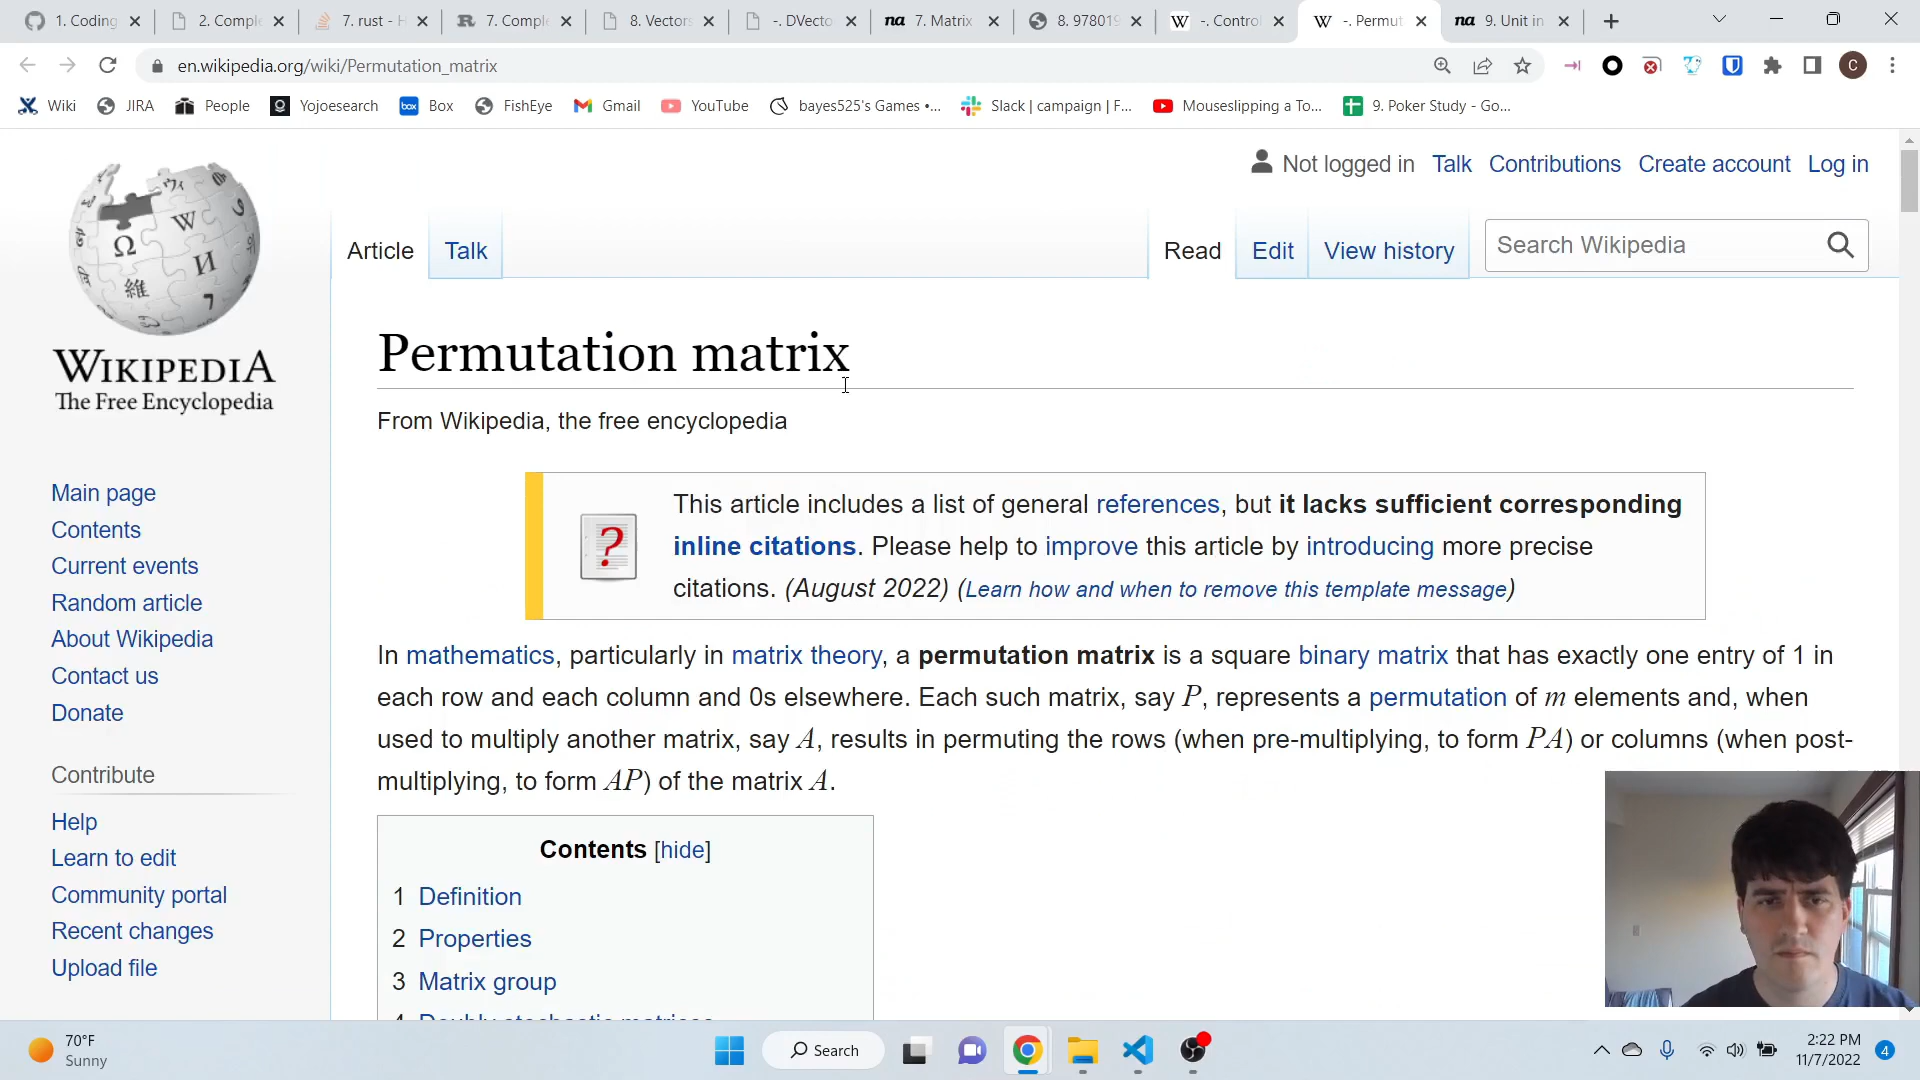 1. Coding
2. Comple
7. rust - H
7. Comple
8. Vectors
-. DVecto
7. Matrix
8. 978019
-. Control
-. Permut
9. Unit in
en.wikipedia.org/wiki/Permutation_matrix
C
Wiki
JIRA
People
Yojoesearch
Box
FishEye
Gmail
YouTube
bayes525's Games •...
Slack | campaign | F...
Mouseslipping a To...
9. Poker Study - Go...
Not logged in Talk Contributions Create account Log in
Article Talk Read Edit View history Search Wikipedia
WIKIPEDIA
The Free Encyclopedia
Permutation matrix
From Wikipedia, the free encyclopedia
This article includes a list of general references, but it lacks sufficient corresponding
inline citations. Please help to improve this article by introducing more precise
citations. (August 2022) (Learn how and when to remove this template message)
In mathematics, particularly in matrix theory, a permutation matrix is a square binary matrix that has exactly one entry of 1 in
each row and each column and 0s elsewhere. Each such matrix, say P, represents a permutation of m elements and, when
used to multiply another matrix, say A, results in permuting the rows (when pre-multiplying, to form PA) or columns (when post-
multiplying, to form AP) of the matrix A.
Contents [hide]
1 Definition
2 Properties
3 Matrix group
4 Doubly stochastic matrices
Main page
Contents
Current events
Random article
About Wikipedia
Contact us
Donate
Contribute
Help
Learn to edit
Community portal
Recent changes
Upload file
70°F
Sunny
Search
2:22 PM
11/7/2022
4